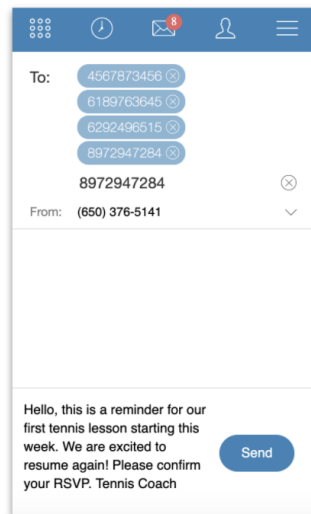 8
To:
4567873456
6189763645
6292496515
8972947284
8972947284
From: (650) 376-5141
Hello, this is a reminder for our
first tennis lesson starting this
week. We are excited to
resume again! Please confirm
your RSVP. Tennis Coach
Send